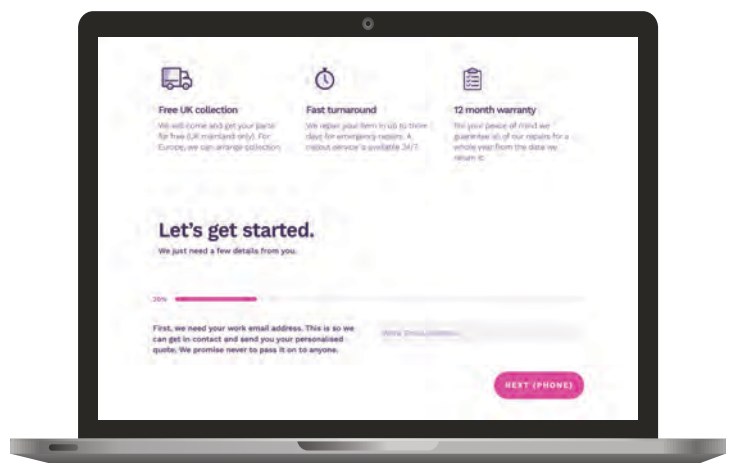 Free UK collection
We will come and get your parts
for free (UK mainland only). For
Europe, we can arrange collection.
Fast turnaround
We repair your item in up to three
days for emergency repairs. A
callout service is available 24/7.
12 month warranty
For your peace of mind we
guarantee all of our repairs for a
whole year from the date we
return it.
Let's get started.
We just need a few details from you.
20%
First, we need your work email address. This is so we
can get in contact and send you your personalised
quote. We promise never to pass it on to anyone.
NEXT (PHONE)